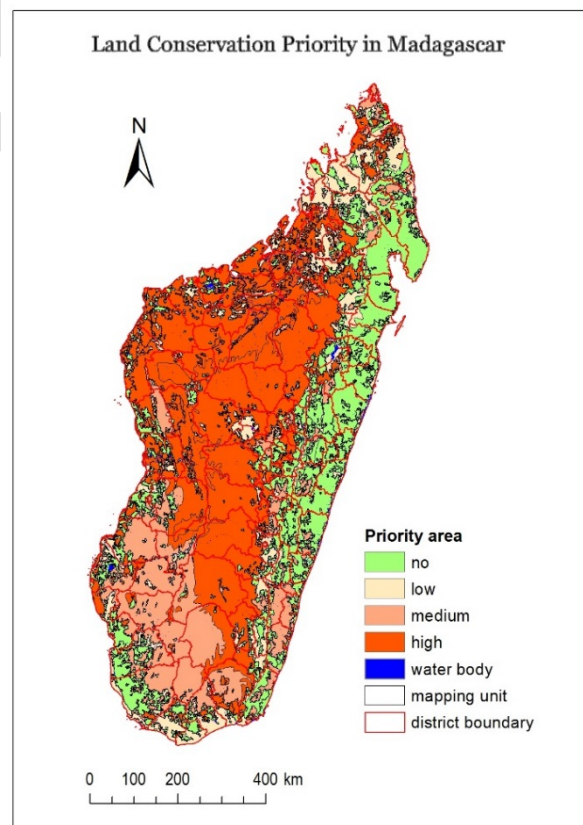 Land Conservation Priority in Madagascar
N
Priority area
no
low
medium
high
water body
mapping unit
district boundary
0 100 200 400 km